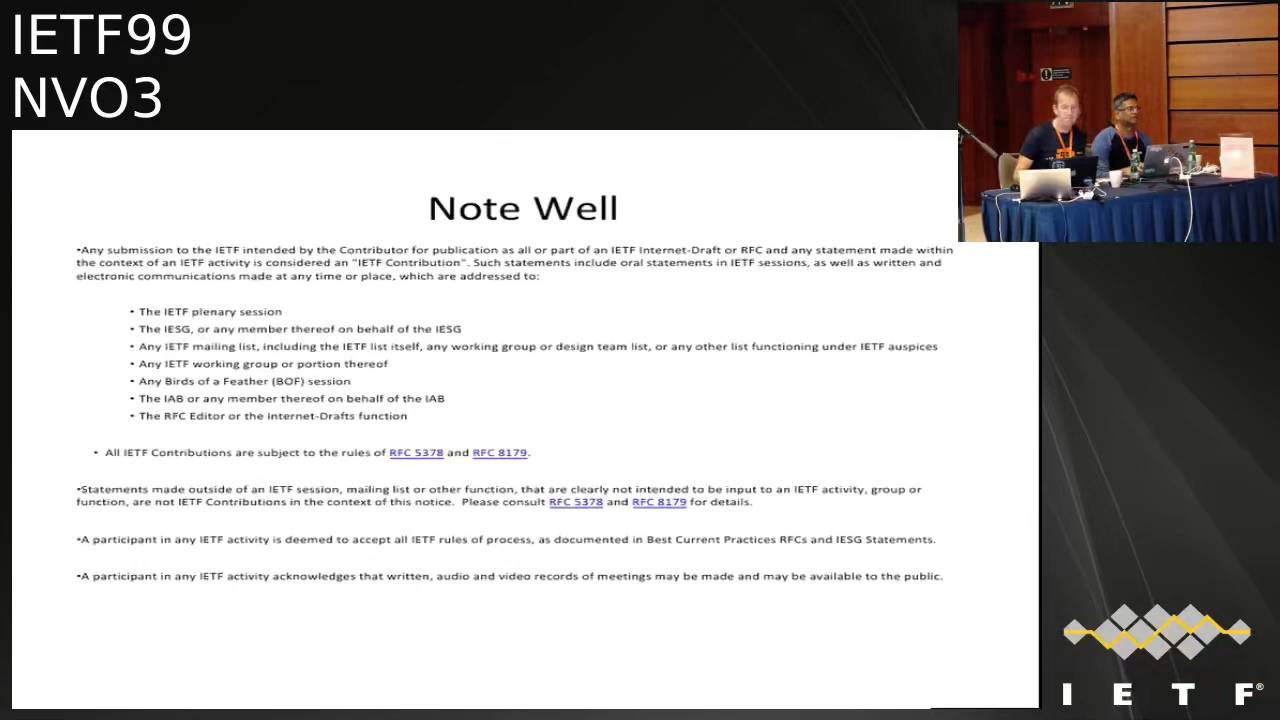 IETF99
NVO3
Note Well
•Any submission to the IETF intended by the Contributor for publication as all or part of an IETF Internet-Draft or RFC and any statement made within
the context of an IETF activity is considered an "IETF Contribution". Such statements include oral statements in IETF sessions, as well as written and
electronic communications made at any time or place, which are addressed to:
• The IETF plenary session
• The IESG, or any member thereof on behalf of the IESG
• Any IETF mailing list, including the IETF list itself, any working group or design team list, or any other list functioning under IETF auspices
• Any IETF working group or portion thereof
• Any Birds of a Feather (BOF) session
• The IAB or any member thereof on behalf of the IAB
• The RFC Editor or the Internet-Drafts function
• All IETF Contributions are subject to the rules of RFC 5378 and RFC 8179.
•Statements made outside of an IETF session, mailing list or other function, that are clearly not intended to be input to an IETF activity, group or
function, are not IETF Contributions in the context of this notice. Please consult RFC 5378 and RFC 8179 for details.
•A participant in any IETF activity is deemed to accept all IETF rules of process, as documented in Best Current Practices RFCs and IESG Statements.
•A participant in any IETF activity acknowledges that written, audio and video records of meetings may be made and may be available to the public.
I E T F®